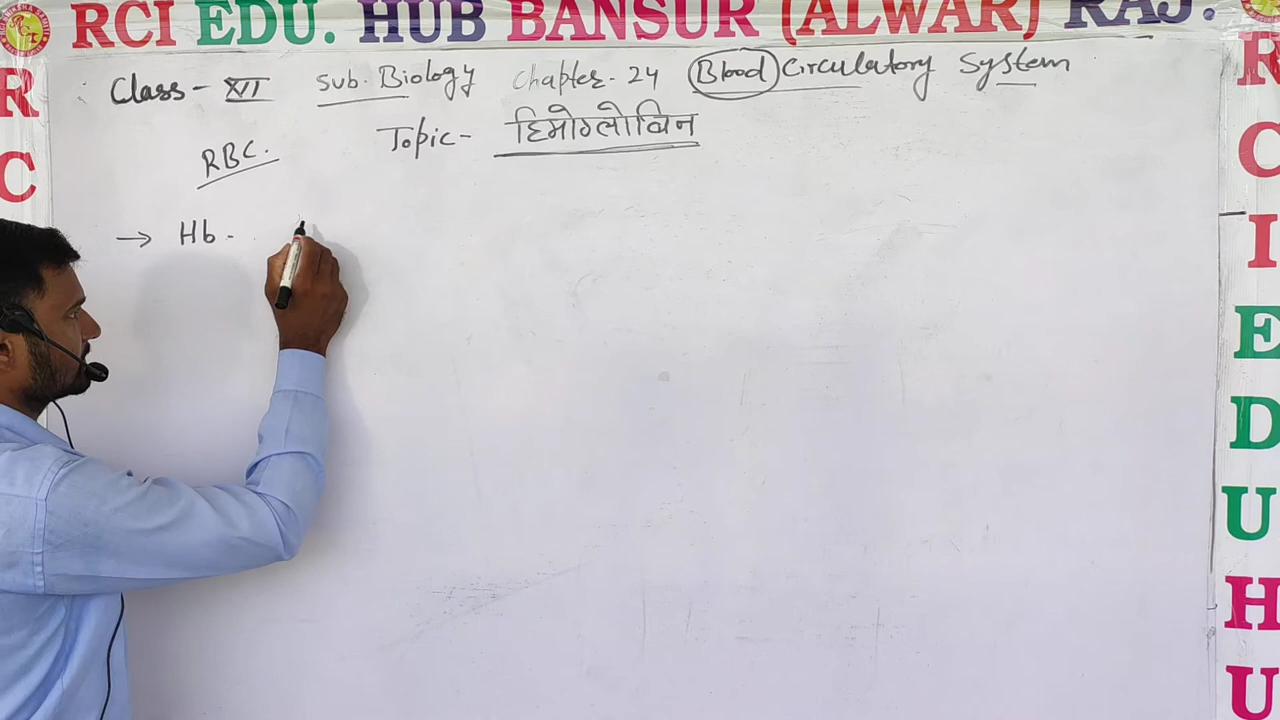 RCI EDU. HUB BANSUR (ALWAR) RAJ.
Class - XII Sub. Biology Chapter - 24 Blood Circulatory System
Topic - हिमोग्लोबिन
RBC.
→ Hb -
R
C
R
C
I
E
D
U
H
U